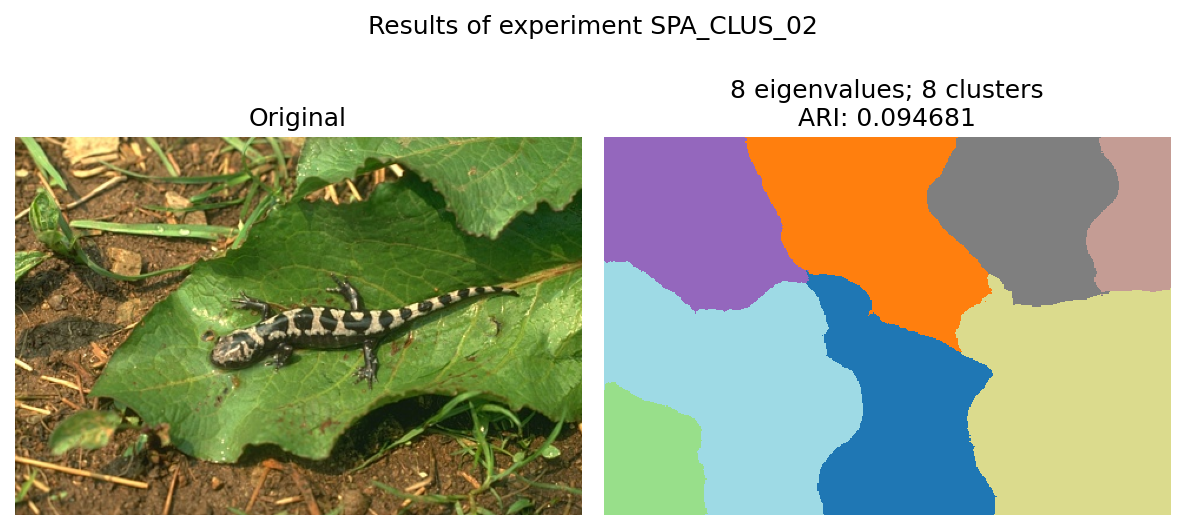 Results of experiment SPA_CLUS_02
Original
8 eigenvalues; 8 clusters
ARI: 0.094681